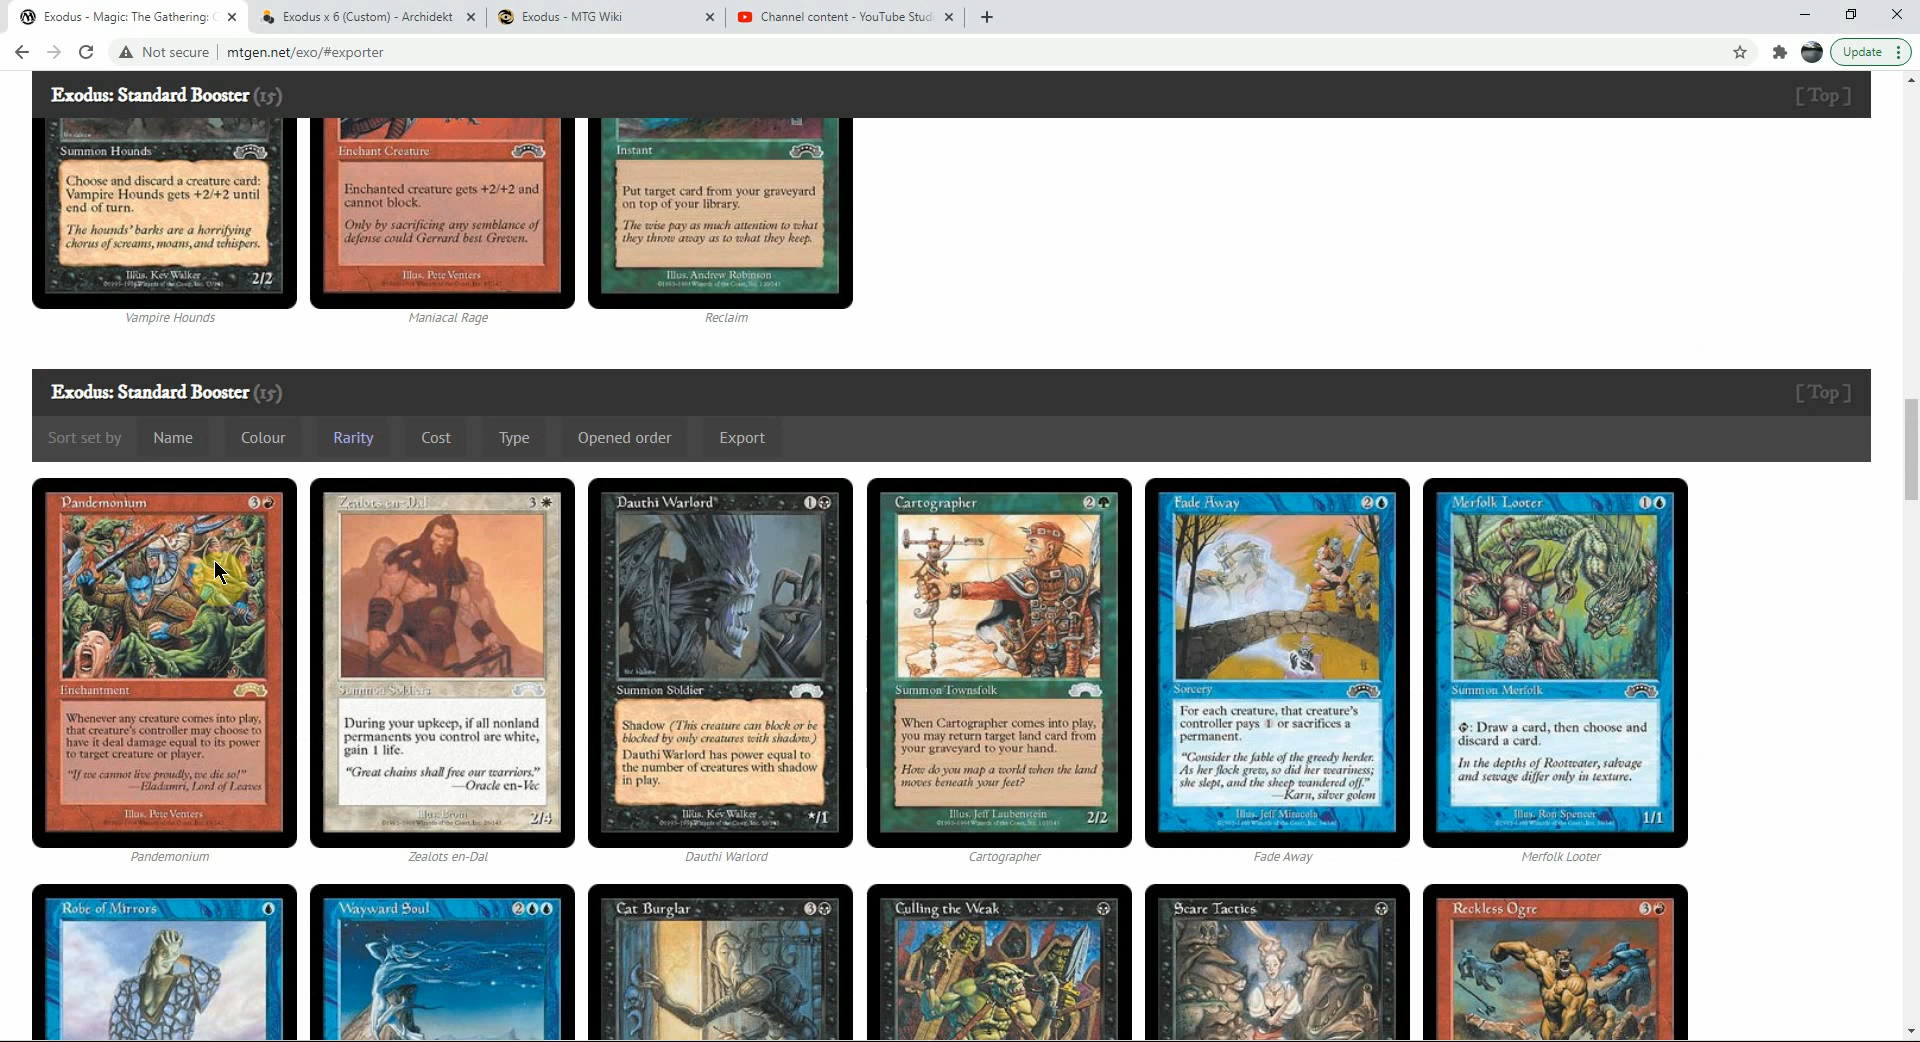 Exodus - Magic: The Gathering: C
Exodus x 6 (Custom) - Archidekt
Exodus - MTG Wiki
Channel content - YouTube Studi
Not secure
mtgen.net/exo/#exporter
Update
Exodus: Standard Booster (15)
[ Top ]
Summon Hounds
Choose and discard a creature card:
Vampire Hounds gets +2/+2 until
end of turn.
The hounds' barks are a horrifying
chorus of screams, moans, and whispers.
Illus. Kev Walker
2/2
Vampire Hounds
Enchant Creature
Enchanted creature gets +2/+2 and
cannot block.
Only by sacrificing any semblance of
defense could Gerrard best Greven.
Illus. Pete Venters
Maniacal Rage
Instant
Put target card from your graveyard
on top of your library.
The wise pay as much attention to what
they throw away as to what they keep.
Illus. Andrew Robinson
Reclaim
Exodus: Standard Booster (15)
[ Top ]
Sort set by
Name
Colour
Rarity
Cost
Type
Opened order
Export
Pandemonium
3
Enchantment
Whenever any creature comes into play,
that creature's controller may choose to
have it deal damage equal to its power
to target creature or player.
"If we cannot live proudly, we die so!"
—Eladamri, Lord of Leaves
Illus. Pete Venters
Pandemonium
Zealots en-Dal
3
Summon Soldiers
During your upkeep, if all nonland
permanents you control are white,
gain 1 life.
"Great chains shall free our warriors."
—Oracle en-Vec
Illus. Brom
2/4
Zealots en-Dal
Dauthi Warlord
1
Summon Soldier
Shadow (This creature can block or be
blocked by only creatures with shadow.)
Dauthi Warlord has power equal to
the number of creatures with shadow
in play.
Illus. Kev Walker
*/1
Dauthi Warlord
Cartographer
2
Summon Townsfolk
When Cartographer comes into play,
you may return target land card from
your graveyard to your hand.
How do you map a world when the land
moves beneath your feet?
Illus. Jeff Laubenstein
2/2
Cartographer
Fade Away
2
Sorcery
For each creature, that creature's
controller pays 1 or sacrifices a
permanent.
"Consider the fable of the greedy herder.
As her flock grew, so did her weariness;
she slept, and the sheep wandered off."
—Karn, silver golem
Illus. Jeff Miracola
Fade Away
Merfolk Looter
1
Summon Merfolk
: Draw a card, then choose and
discard a card.
In the depths of Rootwater, salvage
and sewage differ only in texture.
Illus. Ron Spencer
1/1
Merfolk Looter
Robe of Mirrors
Wayward Soul
2
Cat Burglar
3
Culling the Weak
Scare Tactics
Reckless Ogre
3